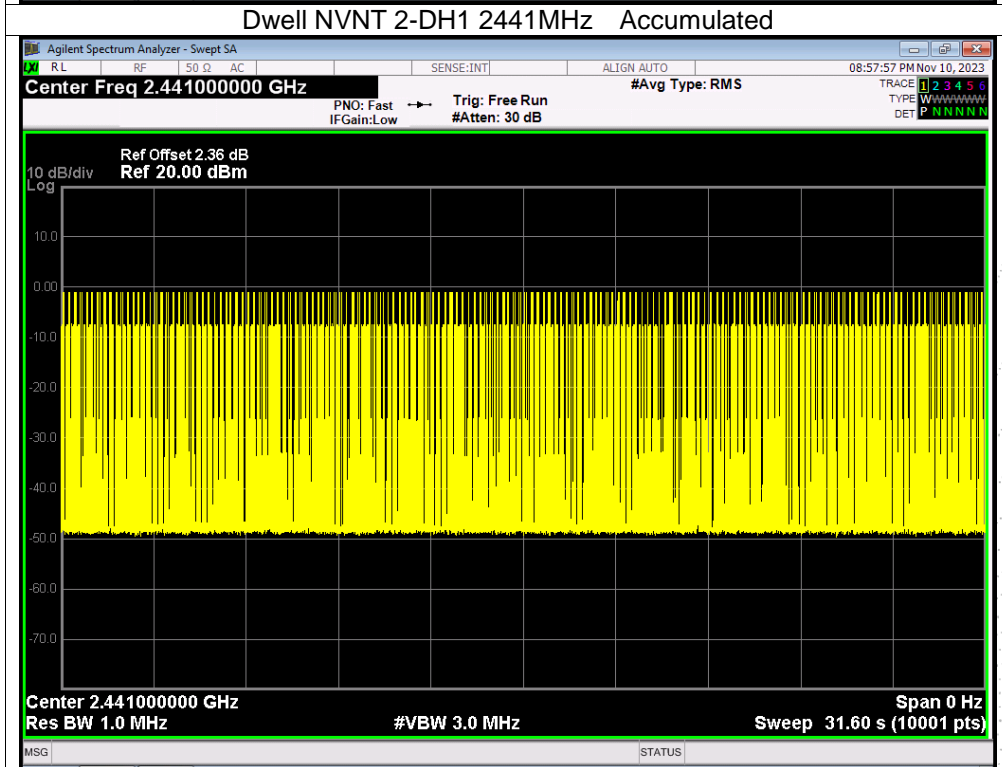 Dwell NVNT 2-DH1 2441MHz Accumulated
Agilent Spectrum Analyzer - Swept SA
LXI RL RF 50 Ω AC SENSE:INT ALIGN AUTO 08:57:57 PM Nov 10, 2023
Center Freq 2.441000000 GHz #Avg Type: RMS TRACE 1 2 3 4 5 6
PNO: Fast Trig: Free Run TYPE WWWWWW
IFGain:Low #Atten: 30 dB DET P N N N N N
Ref Offset 2.36 dB
10 dB/div Ref 20.00 dBm
Log
10.0
0.00
-10.0
-20.0
-30.0
-40.0
-50.0
-60.0
-70.0
Center 2.441000000 GHz Span 0 Hz
Res BW 1.0 MHz #VBW 3.0 MHz Sweep 31.60 s (10001 pts)
MSG STATUS